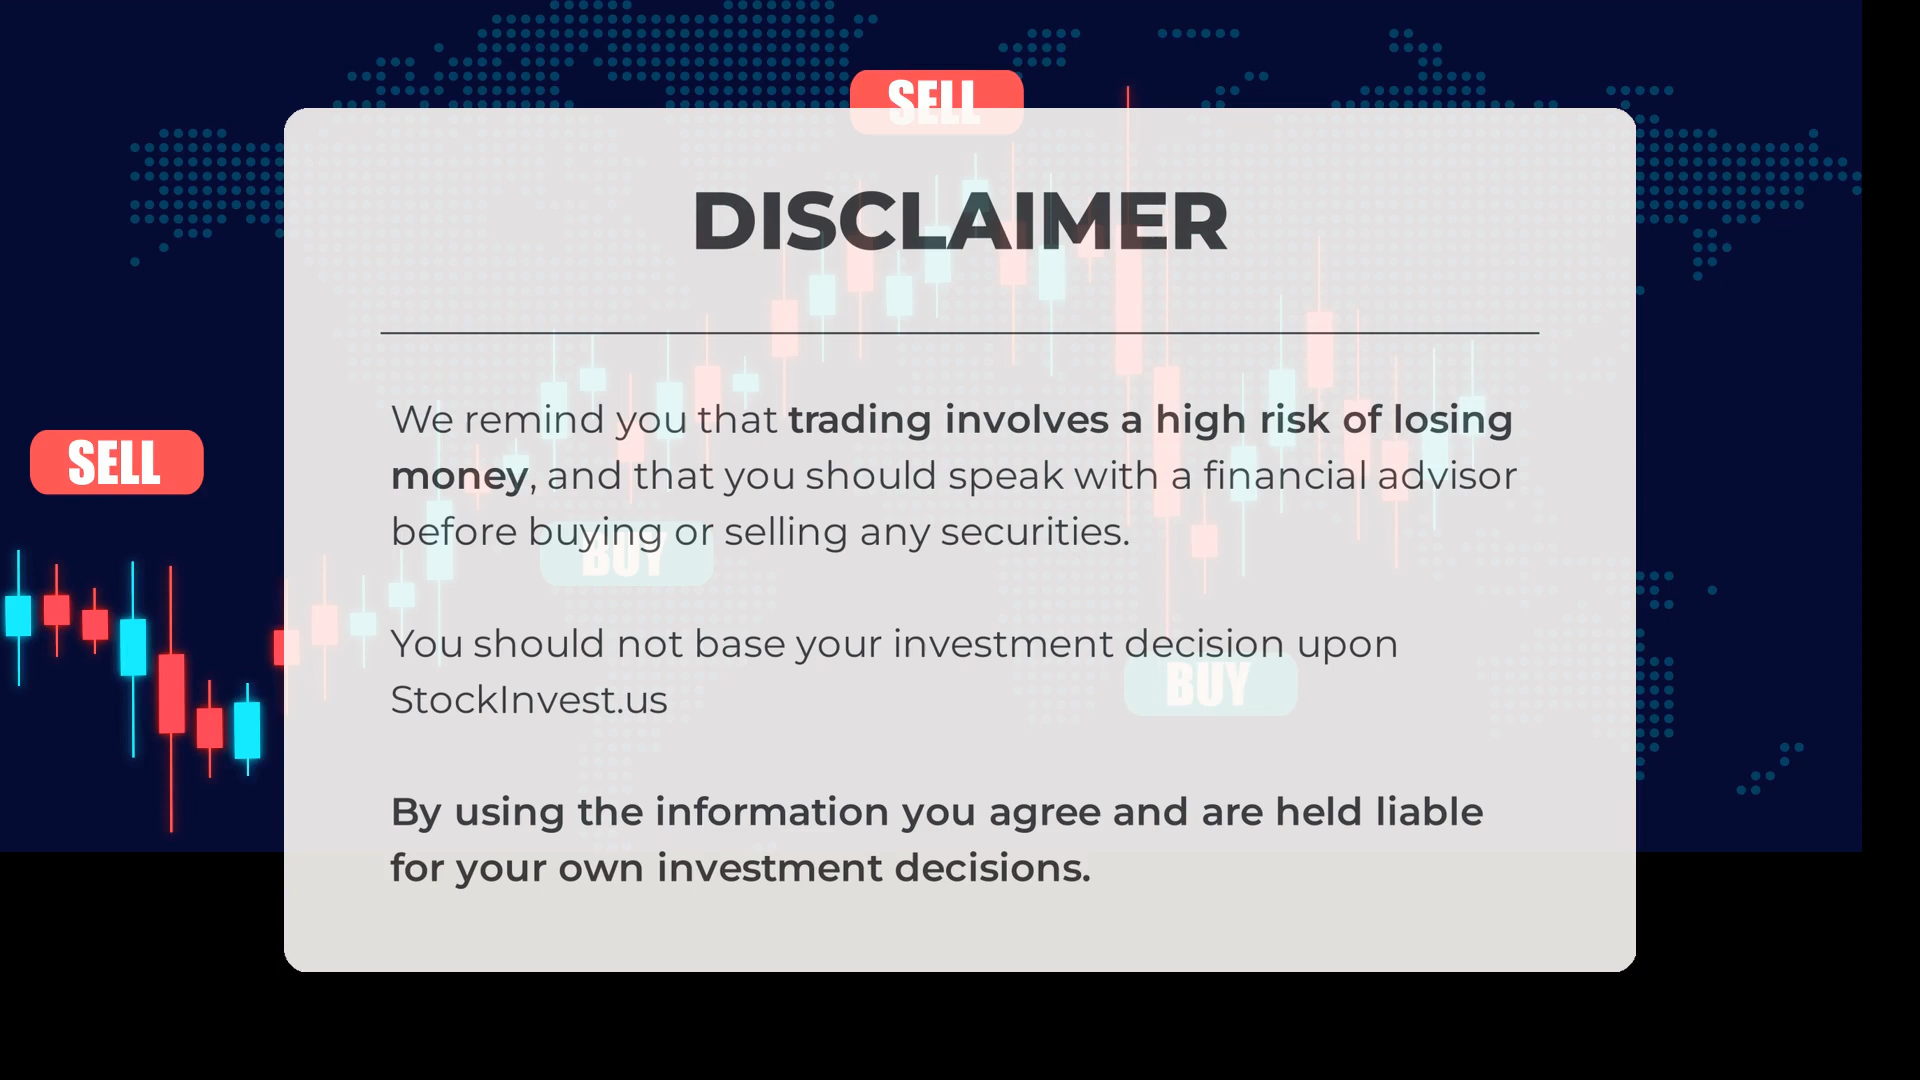 SELL
DISCLAIMER
We remind you that trading involves a high risk of losing
money, and that you should speak with a financial advisor
before buying or selling any securities.
SELL
BUY
You should not base your investment decision upon
StockInvest.us
BUY
By using the information you agree and are held liable
for your own investment decisions.